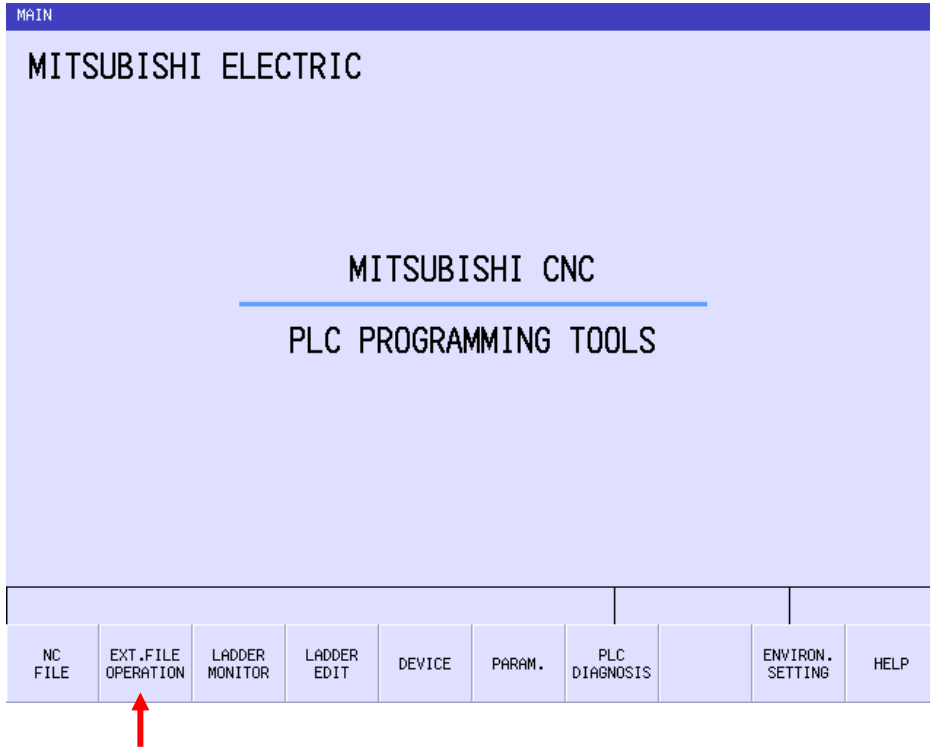 MAIN
MITSUBISHI ELECTRIC
MITSUBISHI CNC
PLC PROGRAMMING TOOLS
NC
FILE
EXT.FILE
OPERATION
LADDER
MONITOR
LADDER
EDIT
DEVICE
PARAM.
PLC
DIAGNOSIS
ENVIRON.
SETTING
HELP